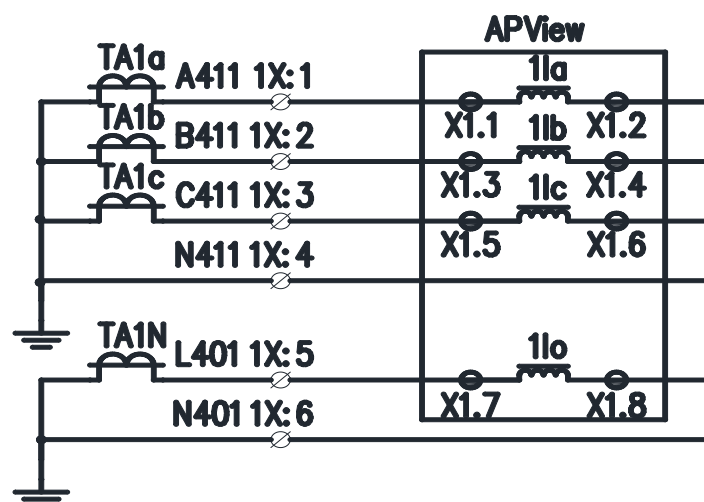 APView
TA1a A411 1X:1 1Ia
X1.1 X1.2
TA1b B411 1X:2 1Ib
X1.3 X1.4
TA1c C411 1X:3 1Ic
X1.5 X1.6
N411 1X:4
TA1N L401 1X:5 1Io
X1.7 X1.8
N401 1X:6